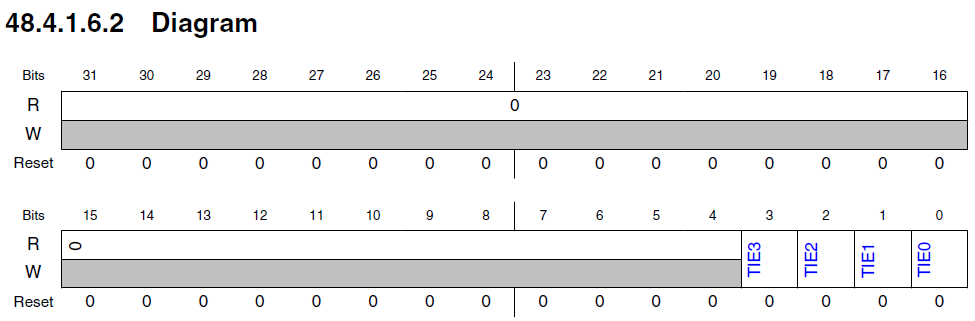 48.4.1.6.2 Diagram
Bits 31 30 29 28 27 26 25 24 23 22 21 20 19 18 17 16
R 0
W
Reset 0 0 0 0 0 0 0 0 0 0 0 0 0 0 0 0
Bits 15 14 13 12 11 10 9 8 7 6 5 4 3 2 1 0
R 0 TIE3 TIE2 TIE1 TIE0
W
Reset 0 0 0 0 0 0 0 0 0 0 0 0 0 0 0 0